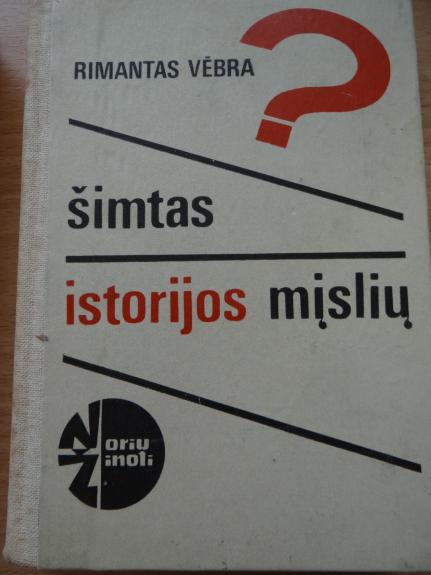 RIMANTAS VĖBRA
?
šimtas
istorijos mįslių
Noriu
Žinoti